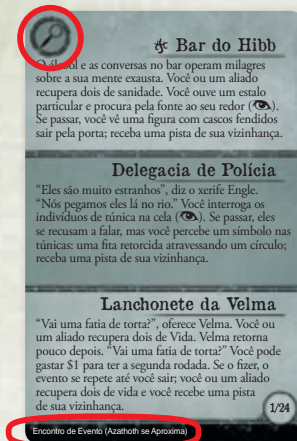 Bar do Hibb
O álcool e as conversas no bar operam milagres
sobre a sua mente exausta. Você ou um aliado
recupera dois de sanidade. Você ouve um estalo
particular e procura pela fonte ao seu redor ( ).
Se passar, você vê uma figura com cascos fendidos
sair pela porta; receba uma pista de sua vizinhança.
Delegacia de Polícia
“Eles são muito estranhos”, diz o xerife Engle.
“Nós pegamos eles lá no rio.” Você interroga os
indivíduos de túnica na cela ( ). Se passar, eles
se recusam a falar, mas você percebe um símbolo nas
túnicas: uma fita retorcida atravessando um círculo;
receba uma pista de sua vizinhança.
Lanchonete da Velma
“Vai uma fatia de torta?”, oferece Velma. Você ou
um aliado recupera dois de Vida. Velma retorna
pouco depois. “Vai uma fatia de torta?” Você pode
gastar $1 para ter a segunda rodada. Se o fizer, o
evento se repete até você sair; você ou um aliado
recupera dois de vida e você recebe uma pista
de sua vizinhança.
1/24
Encontro de Evento (Azathoth se Aproxima)